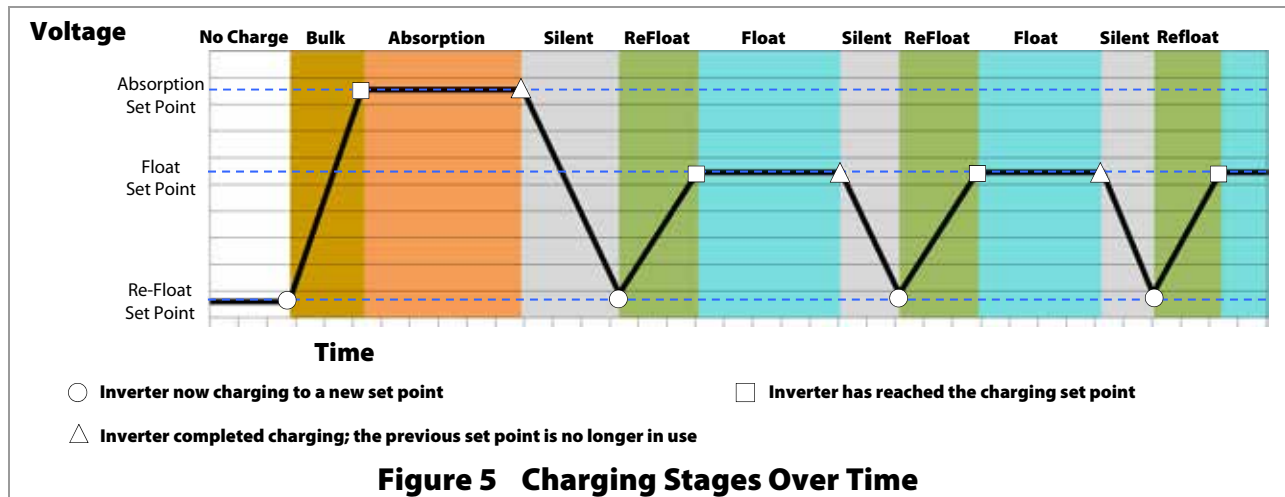 Voltage
No Charge Bulk Absorption Silent ReFloat Float Silent ReFloat Float Silent Refloat
Absorption
Set Point
Float
Set Point
Re-Float
Set Point
Time
Inverter now charging to a new set point
Inverter has reached the charging set point
Inverter completed charging; the previous set point is no longer in use
Figure 5 Charging Stages Over Time